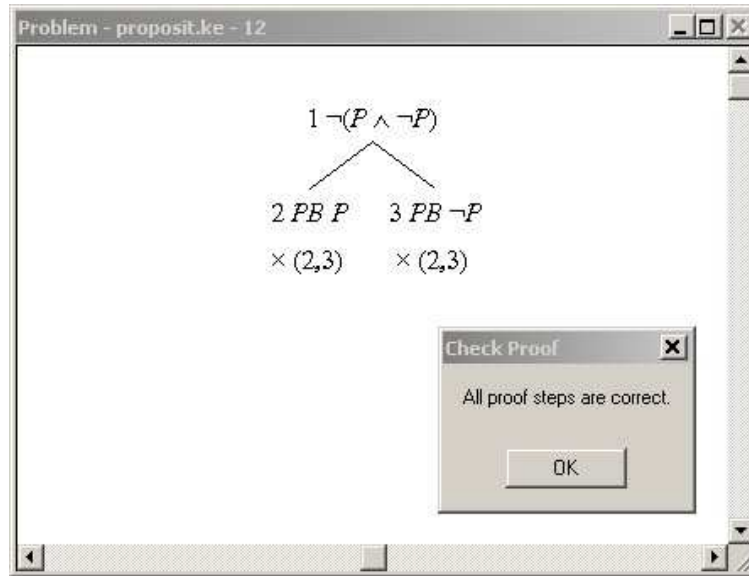 Problem - proposit.ke - 12
1 ¬(P ∧ ¬P)
2 PB P 3 PB ¬P
× (2,3) × (2,3)
Check Proof
All proof steps are correct.
OK